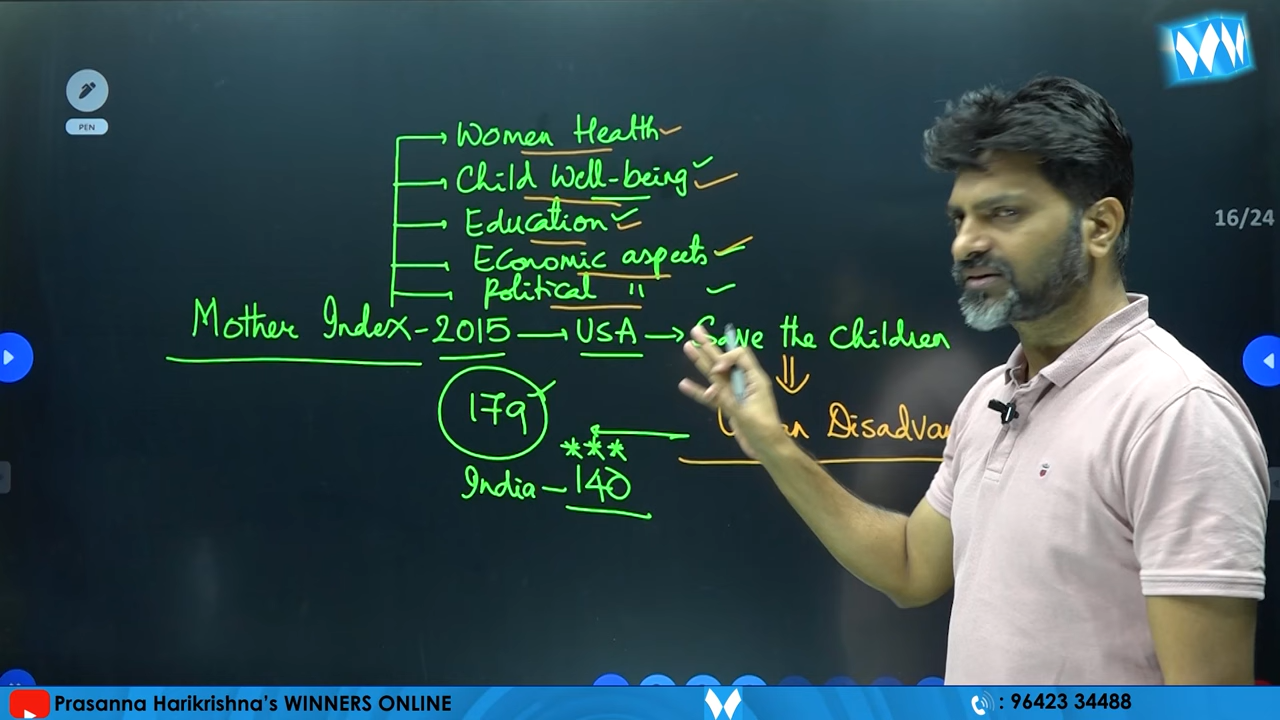 PEN
16/24
Women Health
Child Well-being
Education
Economic aspects
political "
Mother Index - 2015 → USA → Save the children
179
Disadvan
***
India - 140
Prasanna Harikrishna's WINNERS ONLINE
: 96423 34488